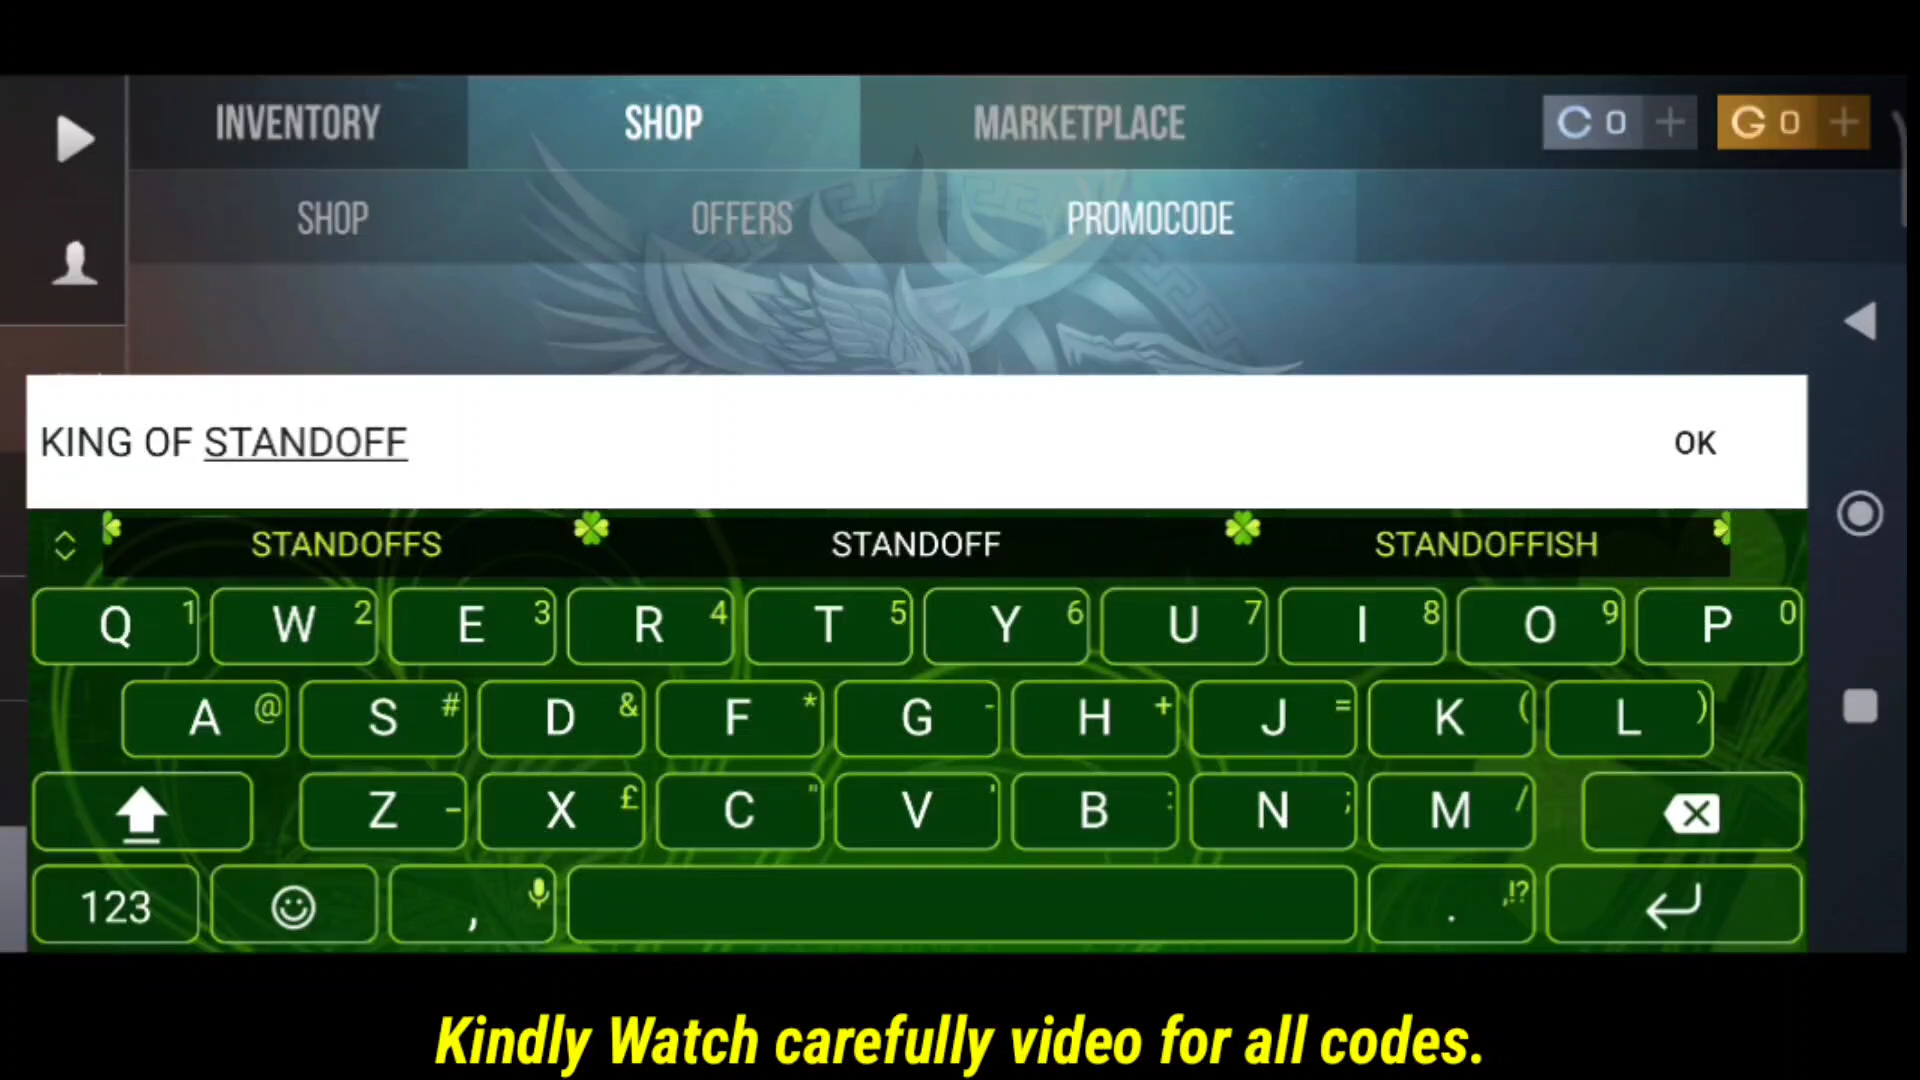 INVENTORY SHOP MARKETPLACE C 0 + G 0 +
SHOP OFFERS PROMOCODE
KING OF STANDOFF OK
STANDOFFS STANDOFF STANDOFFISH
Q 1 W 2 E 3 R 4 T 5 Y 6 U 7 I 8 O 9 P 0
A @ S # D & F * G - H + J = K ( L )
Z _ X £ C " V ' B : N ; M /
123 , . ,!?
Kindly Watch carefully video for all codes.